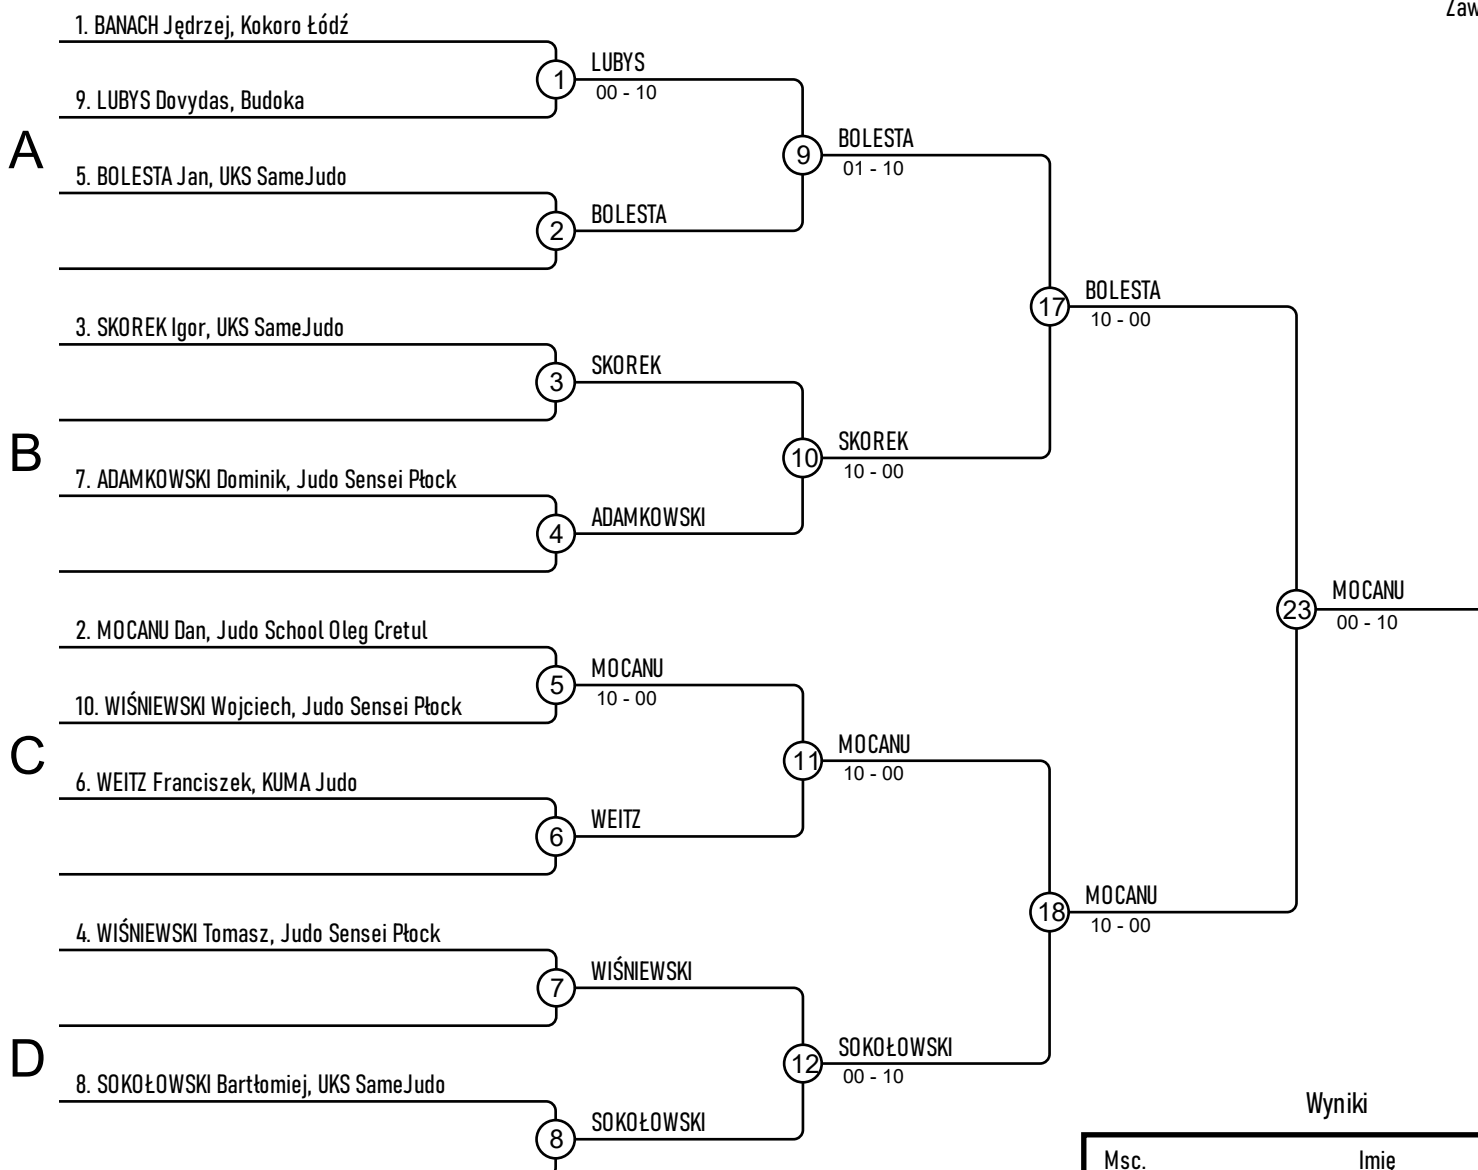 Zaw
1. BANACH Jędrzej, Kokoro Łódź
LUBYS
1
00 - 10
9. LUBYS Dovydas, Budoka
A
BOLESTA
9
01 - 10
5. BOLESTA Jan, UKS SameJudo
BOLESTA
2
BOLESTA
17
10 - 00
3. SKOREK Igor, UKS SameJudo
SKOREK
3
B
SKOREK
10
10 - 00
7. ADAMKOWSKI Dominik, Judo Sensei Płock
ADAMKOWSKI
4
MOCANU
23
00 - 10
2. MOCANU Dan, Judo School Oleg Cretul
MOCANU
5
10 - 00
10. WIŚNIEWSKI Wojciech, Judo Sensei Płock
C
MOCANU
11
10 - 00
6. WEITZ Franciszek, KUMA Judo
WEITZ
6
MOCANU
18
10 - 00
4. WIŚNIEWSKI Tomasz, Judo Sensei Płock
WIŚNIEWSKI
7
D
SOKOŁOWSKI
12
00 - 10
8. SOKOŁOWSKI Bartłomiej, UKS SameJudo
SOKOŁOWSKI
8
Wyniki
Msc. Imię